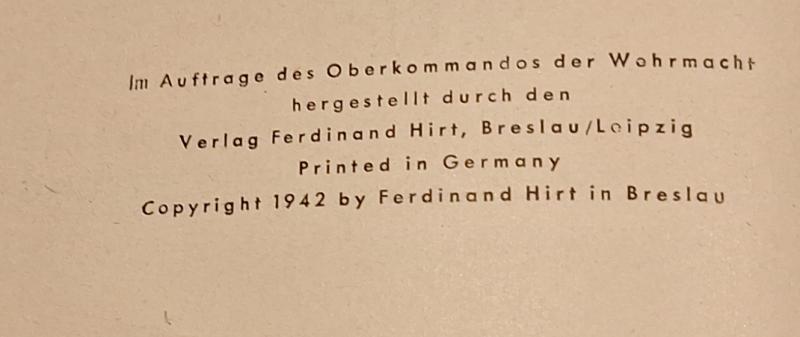 Im Auftrage des Oberkommandos der Wehrmacht
hergestellt durch den
Verlag Ferdinand Hirt, Breslau/Leipzig
Printed in Germany
Copyright 1942 by Ferdinand Hirt in Breslau